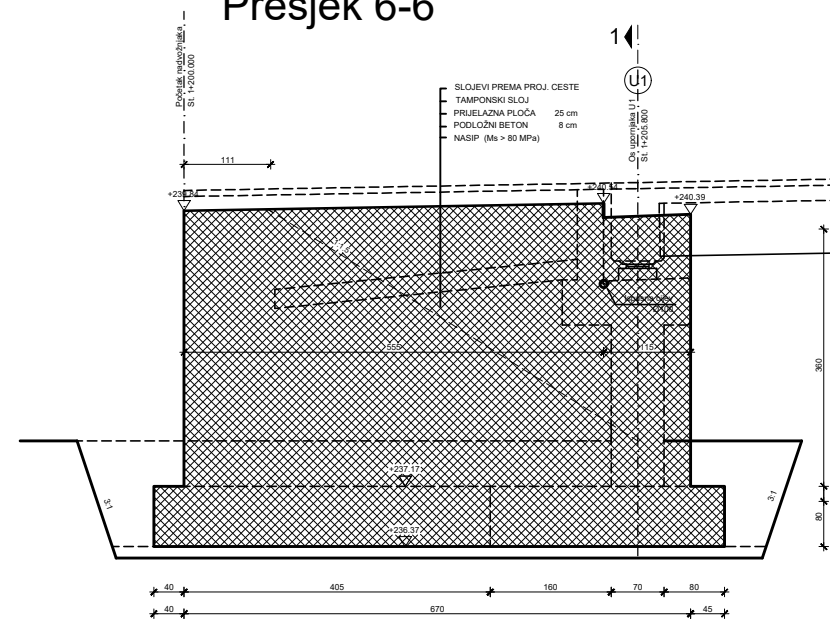 Presjek 6-6
Početak nadvožnjaka
St. 1+200.000
1
U1
Os upornjaka U1
St. 1+205.800
SLOJEVI PREMA PROJ. CESTE
TAMPONSKI SLOJ
PRIJELAZNA PLOČA 25 cm
PODLOŽNI BETON 8 cm
NASIP (Ms > 80 MPa)
111
+240.39
555
115
360
+237.17
3:1
3:1
+236.37
80
40 405 160 70 80
40 670 45